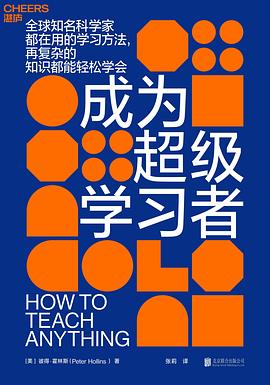 CHEERS
湛庐
全球知名科学家
都在用的学习方法，
再复杂的
知识都能轻松学会
成为
超级
学习者
HOW TO
TEACH
ANYTHING
［美］彼得·霍林斯（Peter Hollins）著
张莉 译
北京联合出版公司